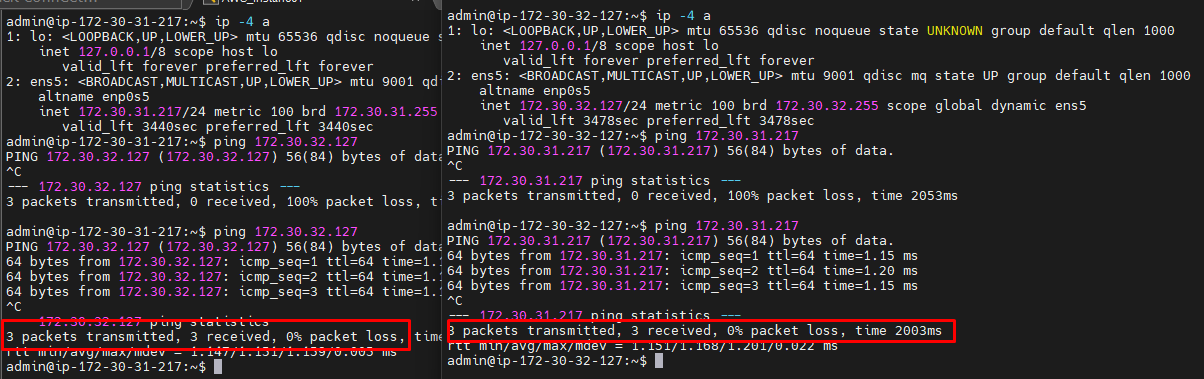 admin@ip-172-30-31-217:~$ ip -4 a
1: lo: <LOOPBACK,UP,LOWER_UP> mtu 65536 qdisc noqueue s
inet 127.0.0.1/8 scope host lo
valid_lft forever preferred_lft forever
2: ens5: <BROADCAST,MULTICAST,UP,LOWER_UP> mtu 9001 qdi
altname enp0s5
inet 172.30.31.217/24 metric 100 brd 172.30.31.255
valid_lft 3440sec preferred_lft 3440sec
admin@ip-172-30-31-217:~$ ping 172.30.32.127
PING 172.30.32.127 (172.30.32.127) 56(84) bytes of data.
^C
--- 172.30.32.127 ping statistics ---
3 packets transmitted, 0 received, 100% packet loss, ti
admin@ip-172-30-31-217:~$ ping 172.30.32.127
PING 172.30.32.127 (172.30.32.127) 56(84) bytes of data.
64 bytes from 172.30.32.127: icmp_seq=1 ttl=64 time=1.1
64 bytes from 172.30.32.127: icmp_seq=2 ttl=64 time=1.
64 bytes from 172.30.32.127: icmp_seq=3 ttl=64 time=1.
^C
--- 172.30.32.127 ping statistics ---
3 packets transmitted, 3 received, 0% packet loss, time
rtt min/avg/max/mdev = 1.147/1.151/1.159/0.005 ms
admin@ip-172-30-31-217:~$
admin@ip-172-30-32-127:~$ ip -4 a
1: lo: <LOOPBACK,UP,LOWER_UP> mtu 65536 qdisc noqueue state UNKNOWN group default qlen 1000
inet 127.0.0.1/8 scope host lo
valid_lft forever preferred_lft forever
2: ens5: <BROADCAST,MULTICAST,UP,LOWER_UP> mtu 9001 qdisc mq state UP group default qlen 1000
altname enp0s5
inet 172.30.32.127/24 metric 100 brd 172.30.32.255 scope global dynamic ens5
valid_lft 3478sec preferred_lft 3478sec
admin@ip-172-30-32-127:~$ ping 172.30.31.217
PING 172.30.31.217 (172.30.31.217) 56(84) bytes of data.
^C
--- 172.30.31.217 ping statistics ---
3 packets transmitted, 0 received, 100% packet loss, time 2053ms
admin@ip-172-30-32-127:~$ ping 172.30.31.217
PING 172.30.31.217 (172.30.31.217) 56(84) bytes of data.
64 bytes from 172.30.31.217: icmp_seq=1 ttl=64 time=1.15 ms
64 bytes from 172.30.31.217: icmp_seq=2 ttl=64 time=1.20 ms
64 bytes from 172.30.31.217: icmp_seq=3 ttl=64 time=1.15 ms
^C
--- 172.30.31.217 ping statistics ---
3 packets transmitted, 3 received, 0% packet loss, time 2003ms
rtt min/avg/max/mdev = 1.151/1.168/1.201/0.022 ms
admin@ip-172-30-32-127:~$